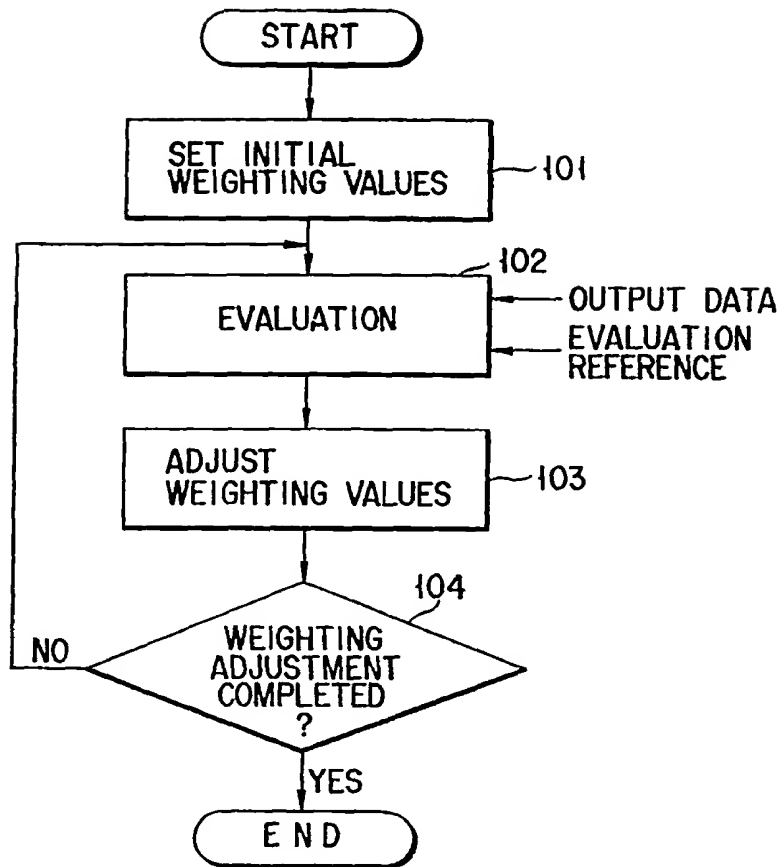 START
SET INITIAL
WEIGHTING VALUES
101
102
EVALUATION
OUTPUT DATA
EVALUATION
REFERENCE
ADJUST
WEIGHTING VALUES
103
104
NO
WEIGHTING
ADJUSTMENT
COMPLETED
?
YES
END